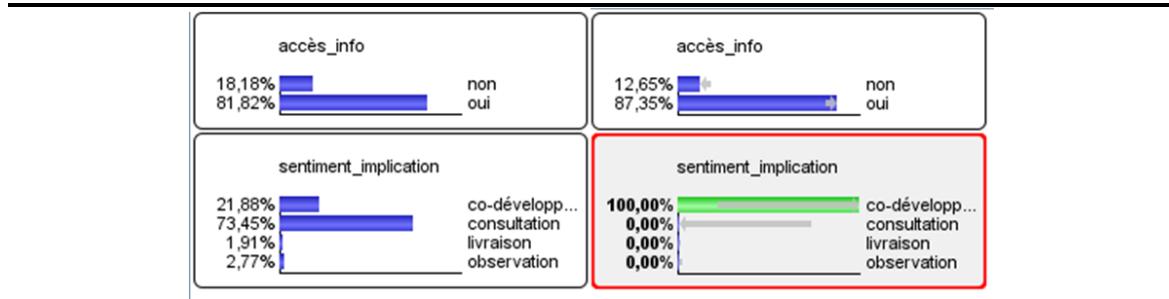 accès_info
18,18% non
81,82% oui
accès_info
12,65% non
87,35% oui
sentiment_implication
21,88% co-développ...
73,45% consultation
1,91% livraison
2,77% observation
sentiment_implication
100,00% co-développ...
0,00% consultation
0,00% livraison
0,00% observation